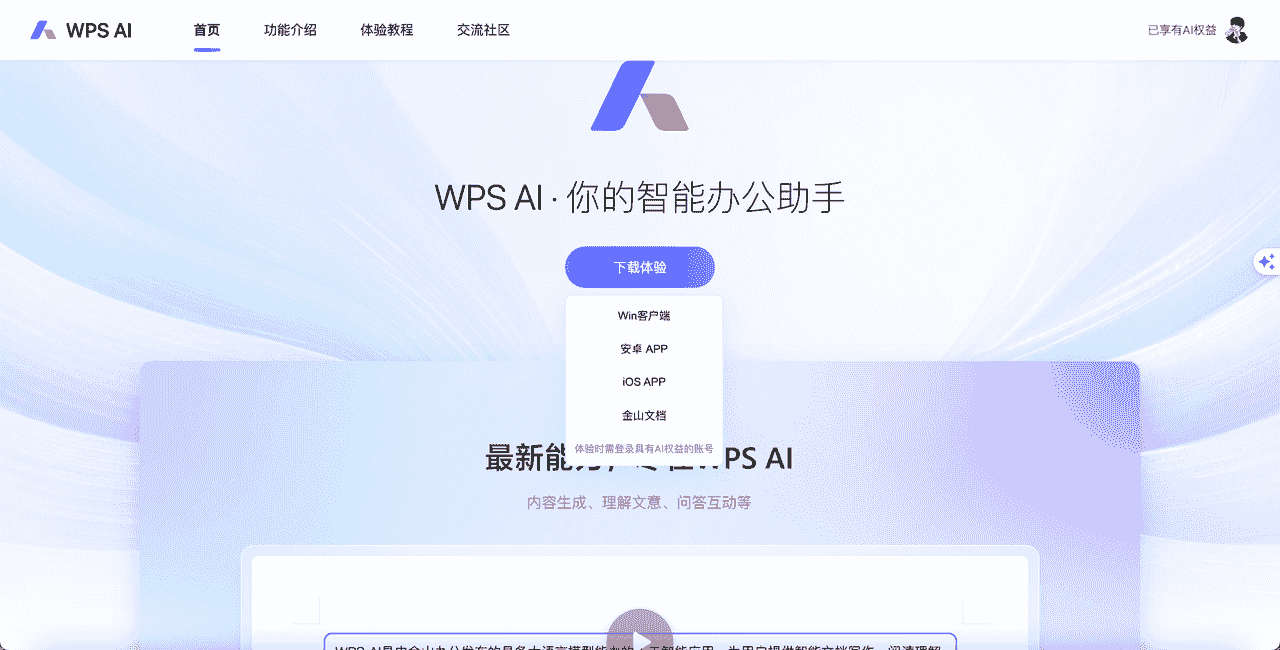 WPS AI 首页 功能介绍 体验教程 交流社区 已享有AI权益
WPS AI · 你的智能办公助手
下载体验
Win客户端
安卓 APP
iOS APP
金山文档
体验时需登录具有AI权益的账号
最新能 WPS AI
内容生成、理解文意、问答互动等